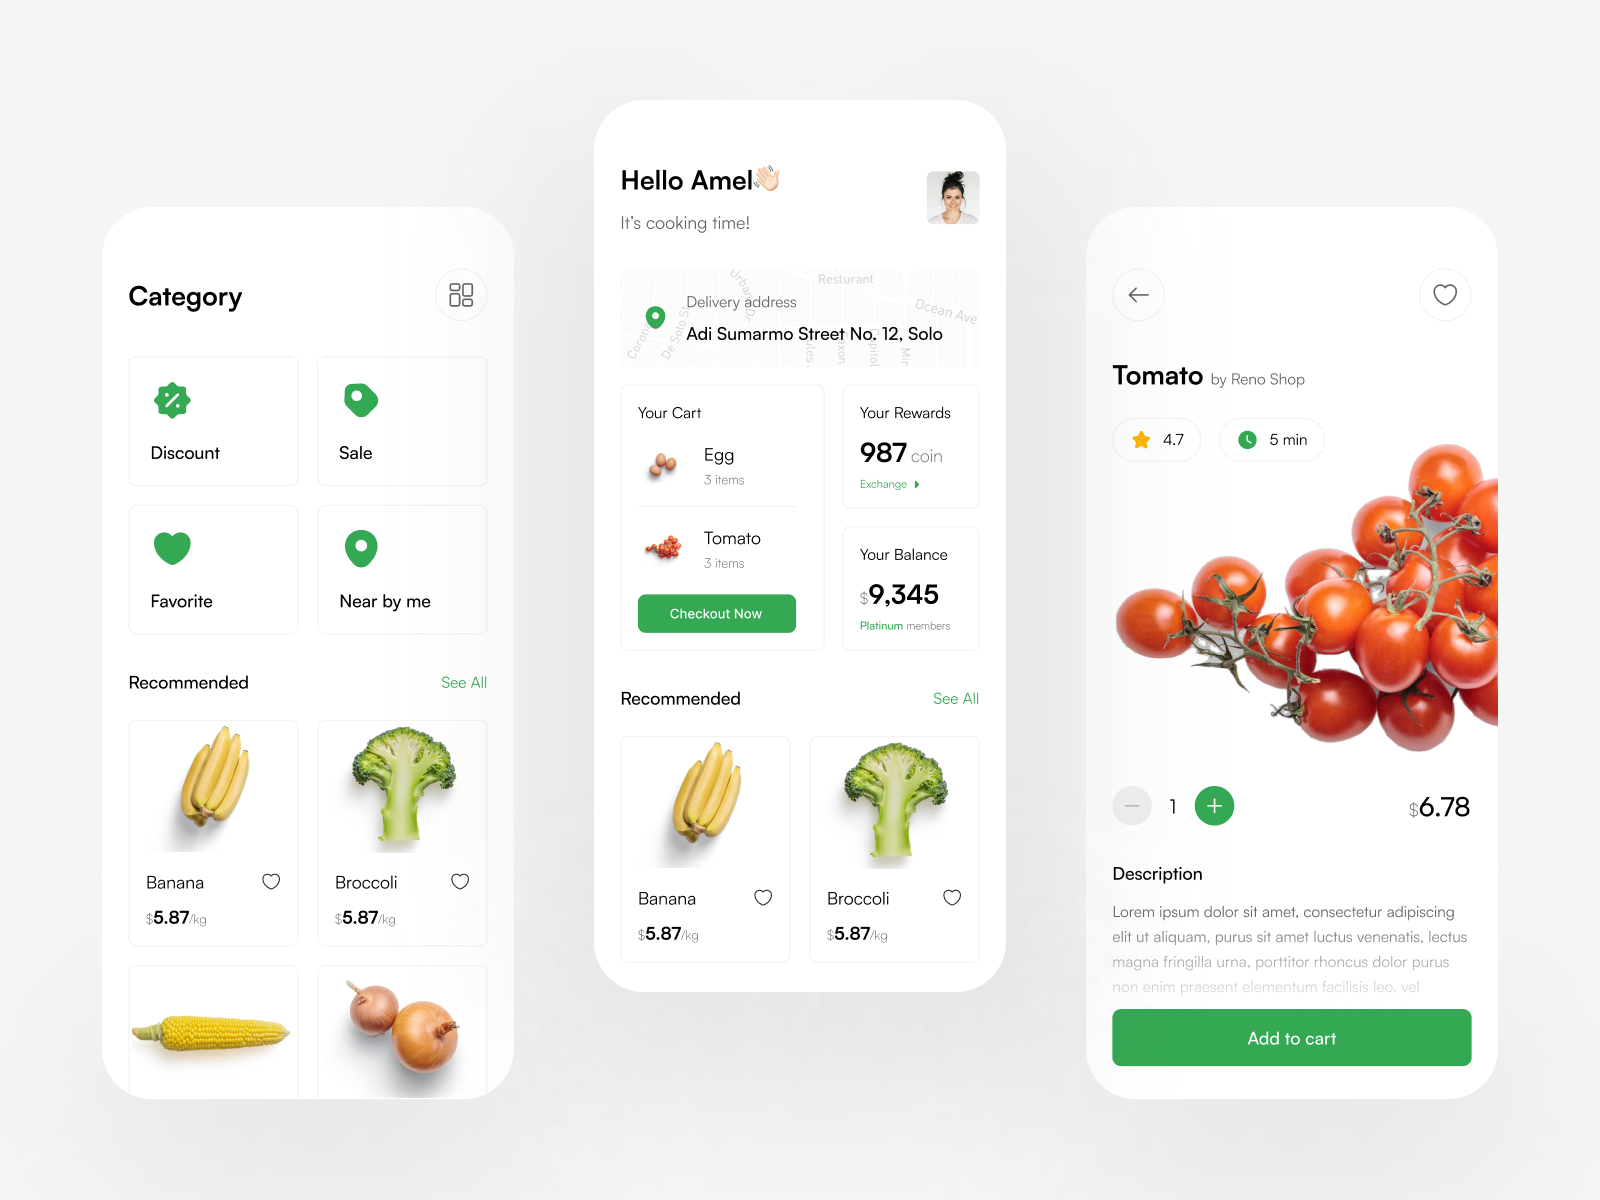 Category
Discount
Sale
Favorite
Near by me
Recommended
See All
Banana
$5.87/kg
Broccoli
$5.87/kg
Hello Amel👋🏻
It's cooking time!
Resturant
Ocean Ave
De Soto S
Corona
Delivery address
Adi Sumarmo Street No. 12, Solo
Your Cart
Egg
3 items
Tomato
3 items
Checkout Now
Your Rewards
987 coin
Exchange
Your Balance
$9,345
Platinum members
Recommended
See All
Banana
$5.87/kg
Broccoli
$5.87/kg
Tomato by Reno Shop
4.7
5 min
1
$6.78
Description
Lorem ipsum dolor sit amet, consectetur adipiscing
elit ut aliquam, purus sit amet luctus venenatis, lectus
magna fringilla urna, porttitor rhoncus dolor purus
non enim praesent elementum facilisis leo, vel
Add to cart